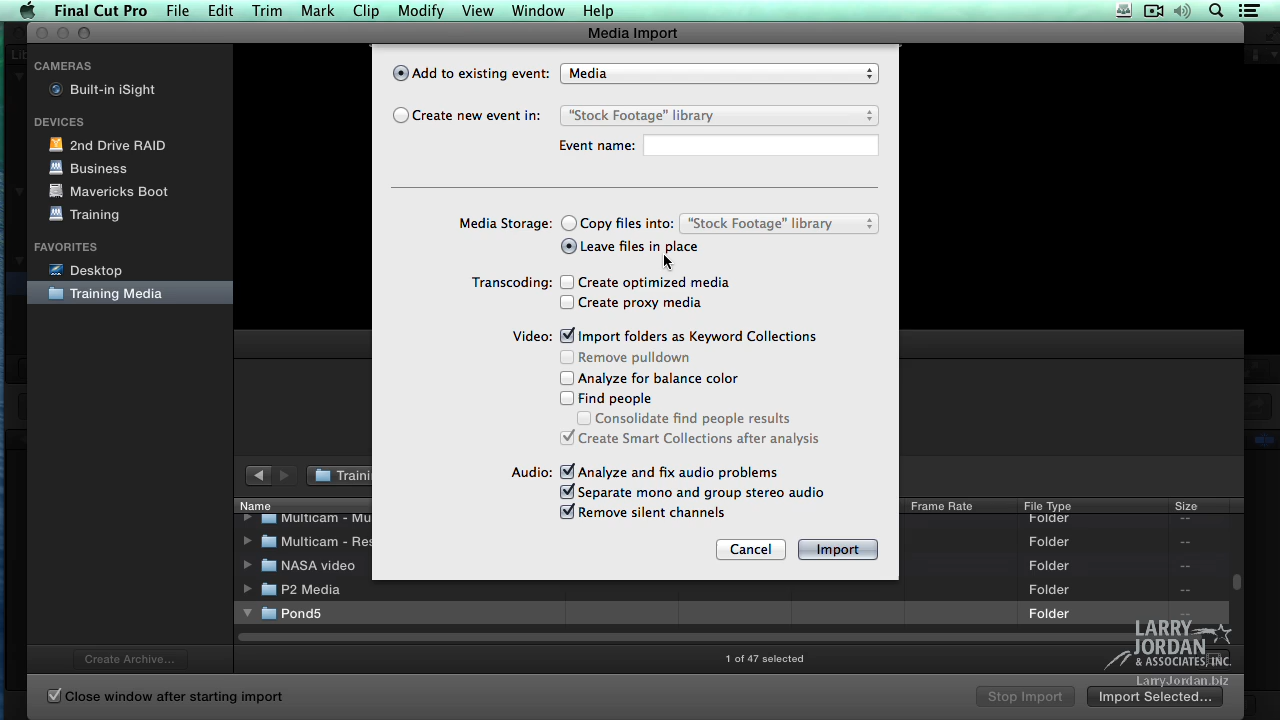 Final Cut Pro File Edit Trim Mark Clip Modify View Window Help
Media Import
CAMERAS
Built-in iSight
DEVICES
2nd Drive RAID
Business
Mavericks Boot
Training
FAVORITES
Desktop
Training Media
Add to existing event: Media
Create new event in: "Stock Footage" library
Event name:
Media Storage: Copy files into: "Stock Footage" library
Leave files in place
Transcoding: Create optimized media
Create proxy media
Video: Import folders as Keyword Collections
Remove pulldown
Analyze for balance color
Find people
Consolidate find people results
Create Smart Collections after analysis
Audio: Analyze and fix audio problems
Separate mono and group stereo audio
Remove silent channels
Cancel Import
Name Frame Rate File Type Size
Multicam - Mu Folder --
Multicam - Res Folder --
NASA video Folder --
P2 Media Folder --
Pond5 Folder --
Create Archive... 1 of 47 selected
LARRY
JORDAN
& ASSOCIATES, INC.
LarryJordan.biz
Close window after starting import Stop Import Import Selected...